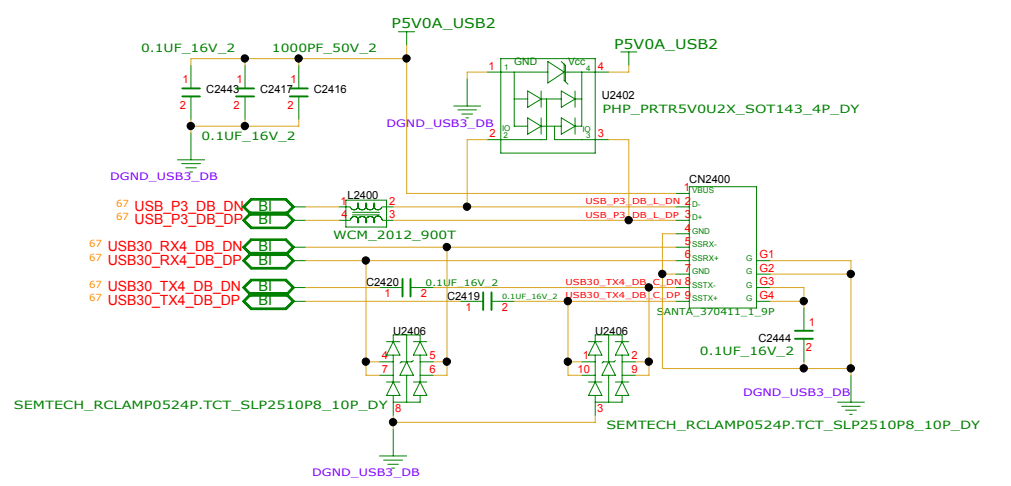 P5V0A_USB2
0.1UF_16V_2 1000PF_50V_2
P5V0A_USB2
1 C2443 1 C2417 1 C2416
2 2 2
0.1UF_16V_2
DGND_USB3_DB
1 1 GND Vcc 4 4
U2402
PHP_PRTR5V0U2X_SOT143_4P_DY
DGND_USB3_DB
2 IO 2 IO 3 3
CN2400
1 VBUS
67 USB_P3_DB_DN BI 1 L2400 2 USB_P3_DB_L_DN 2 D-
67 USB_P3_DB_DP BI 4 3 USB_P3_DB_L_DP 3 D+
WCM_2012_900T
4 GND
67 USB30_RX4_DB_DN BI 5 SSRX-
67 USB30_RX4_DB_DP BI 6 SSRX+
G G1
7 GND G G2
67 USB30_TX4_DB_DN BI C2420 0.1UF_16V_2 USB30_TX4_DB_C_DN 8 SSTX- G G3
1 2
67 USB30_TX4_DB_DP BI C2419 0.1UF_16V_2 USB30_TX4_DB_C_DP 9 SSTX+ G G4
1 2
SANTA_370411_1_9P
U2406 U2406
C2444 1
0.1UF_16V_2 2
4 5 1 2
7 6 10 9
8 3
DGND_USB3_DB
SEMTECH_RCLAMP0524P.TCT_SLP2510P8_10P_DY
SEMTECH_RCLAMP0524P.TCT_SLP2510P8_10P_DY
DGND_USB3_DB